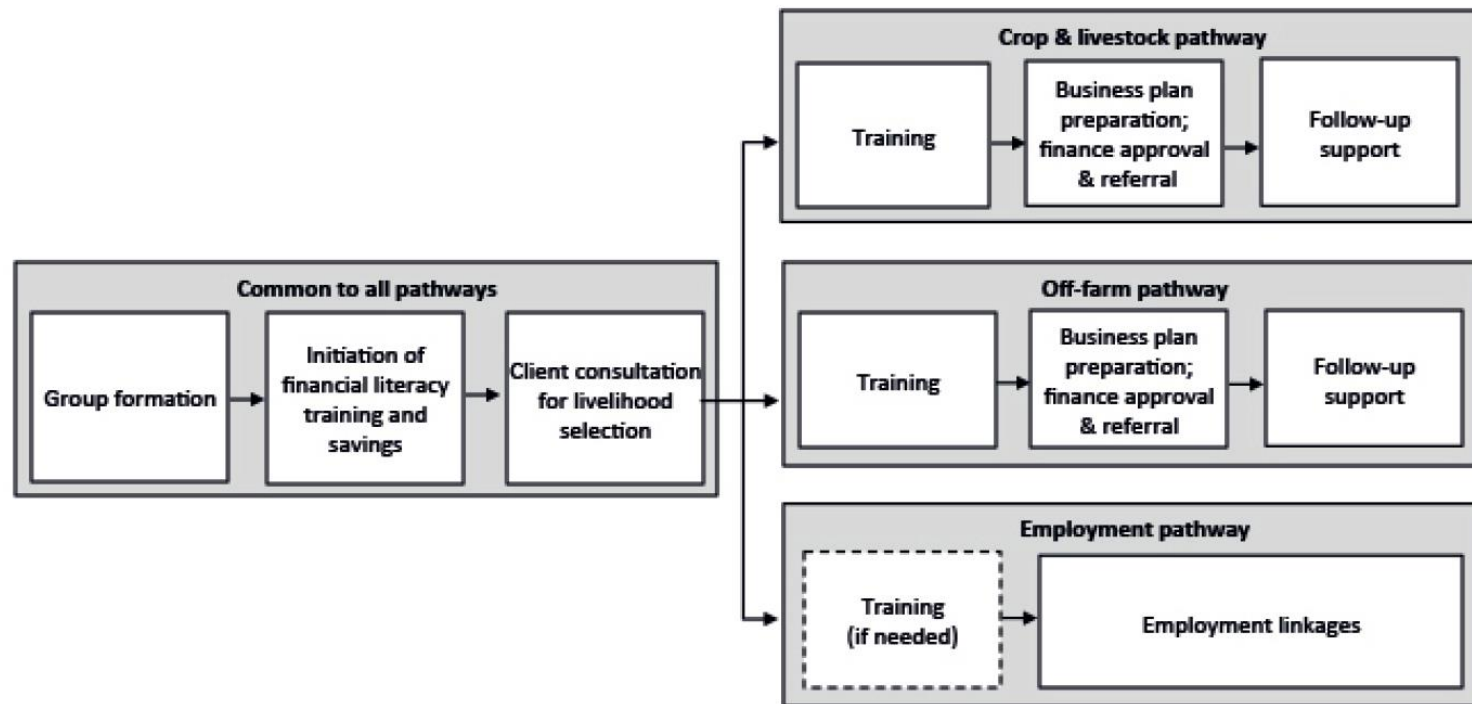 Common to all pathways
Group formation
Initiation of
financial literacy
training and
savings
Client consultation
for livelihood
selection
Crop & livestock pathway
Training
Business plan
preparation;
finance approval
& referral
Follow-up
support
Off-farm pathway
Training
Business plan
preparation;
finance approval
& referral
Follow-up
support
Employment pathway
Training
(if needed)
Employment linkages